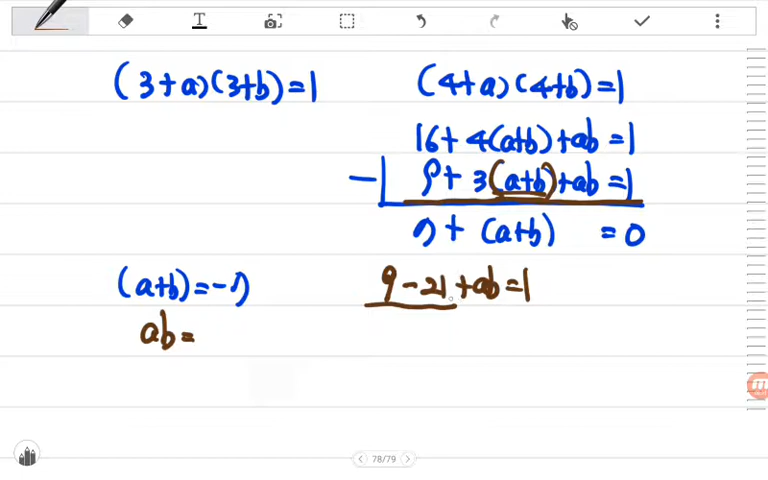 T
(3+a)(3+b)=1 (4+a)(4+b)=1
16+4(a+b)+ab=1
-1 9+3(a+b)+ab=1
7+(a+b) =0
(a+b)=-7 9-21+ab=1
ab=
78/79